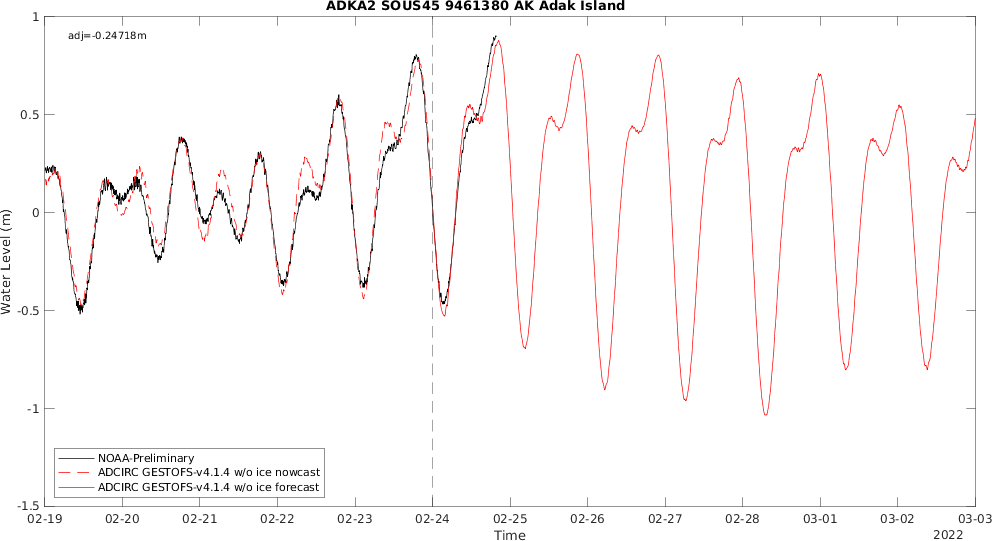 ADKA2 SOUS45 9461380 AK Adak Island
adj=-0.24718m
1
0.5
0
-0.5
-1
-1.5
Water Level (m)
NOAA-Preliminary
ADCIRC GESTOFS-v4.1.4 w/o ice nowcast
ADCIRC GESTOFS-v4.1.4 w/o ice forecast
02-19 02-20 02-21 02-22 02-23 02-24 02-25 02-26 02-27 02-28 03-01 03-02 03-03
Time
2022